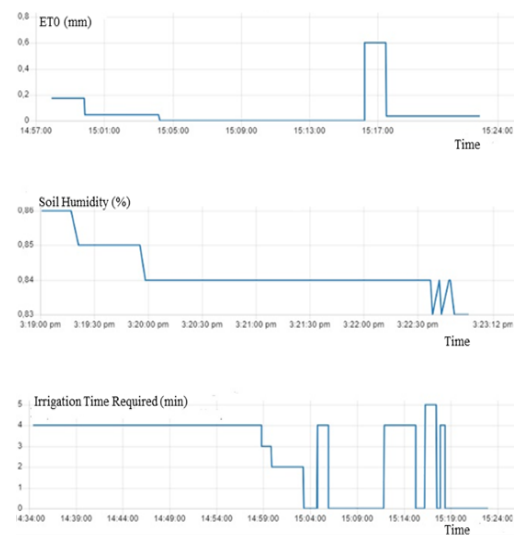 ET0 (mm)
0,8
0,6
0,4
0,2
0
14:57:00 15:01:00 15:05:00 15:09:00 15:13:00 15:17:00 15:24:00
Time
Soil Humidity (%)
0,86
0,85
0,84
0,83
3:19:00 pm 3:19:30 pm 3:20:00 pm 3:20:30 pm 3:21:00 pm 3:21:30 pm 3:22:00 pm 3:22:30 pm 3:23:12 pm
Time
Irrigation Time Required (min)
5
4
3
2
1
0
14:34:00 14:39:00 14:44:00 14:49:00 14:54:00 14:59:00 15:04:00 15:09:00 15:14:00 15:19:00 15:24:00
Time